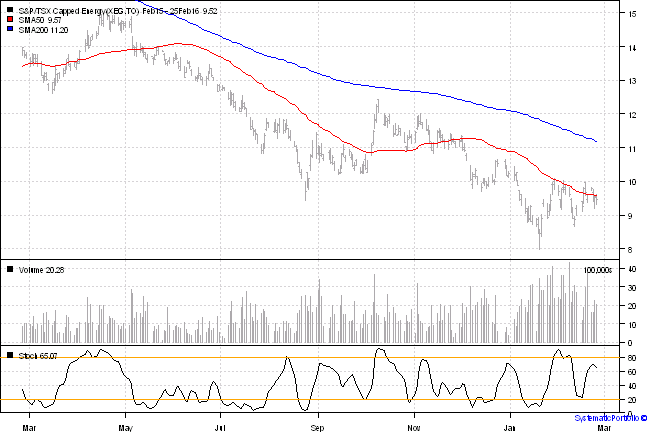 S&P/TSX Capped Energy(XEG.TO) Feb15 - 25Feb16 9.52
SMA50 9.57
SMA200 11.20
15
14
13
12
11
10
9
8
Volume 20.28
100,000s
40
30
20
10
0
Stoch 65.07
80
60
40
20
0
SystematicPortfolio ©
Mar
May
Jul
Sep
Nov
Jan
Mar